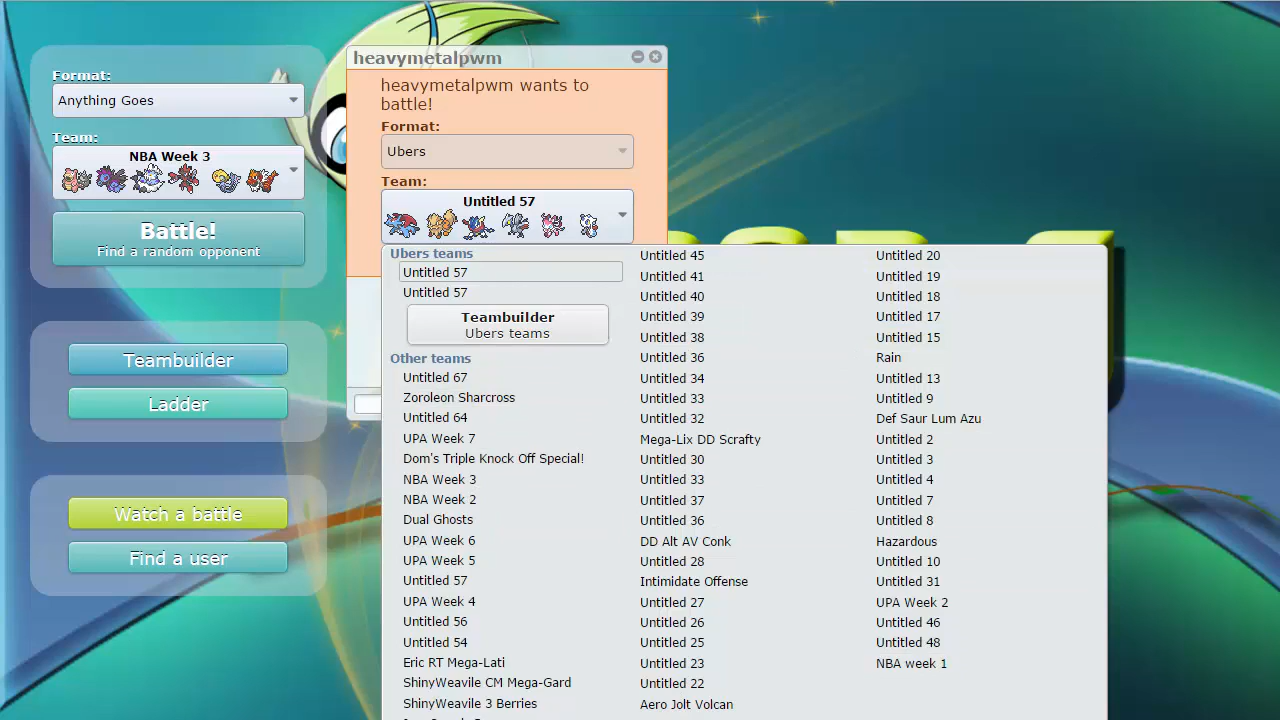 Format:
Anything Goes
Team:
NBA Week 3
Battle!
Find a random opponent
Teambuilder
Ladder
Watch a battle
Find a user
heavymetalpwm
heavymetalpwm wants to
battle!
Format:
Ubers
Team:
Untitled 57
Ubers teams
Untitled 57
Untitled 57
Teambuilder
Ubers teams
Other teams
Untitled 67
Zoroleon Sharcross
Untitled 64
UPA Week 7
Dom's Triple Knock Off Special!
NBA Week 3
NBA Week 2
Dual Ghosts
UPA Week 6
UPA Week 5
Untitled 57
UPA Week 4
Untitled 56
Untitled 54
Eric RT Mega-Lati
ShinyWeavile CM Mega-Gard
ShinyWeavile 3 Berries
Untitled 45
Untitled 41
Untitled 40
Untitled 39
Untitled 38
Untitled 36
Untitled 34
Untitled 33
Untitled 32
Mega-Lix DD Scrafty
Untitled 30
Untitled 33
Untitled 37
Untitled 36
DD Alt AV Conk
Untitled 28
Intimidate Offense
Untitled 27
Untitled 26
Untitled 25
Untitled 23
Untitled 22
Aero Jolt Volcan
Untitled 20
Untitled 19
Untitled 18
Untitled 17
Untitled 15
Rain
Untitled 13
Untitled 9
Def Saur Lum Azu
Untitled 2
Untitled 3
Untitled 4
Untitled 7
Untitled 8
Hazardous
Untitled 10
Untitled 31
UPA Week 2
Untitled 46
Untitled 48
NBA week 1